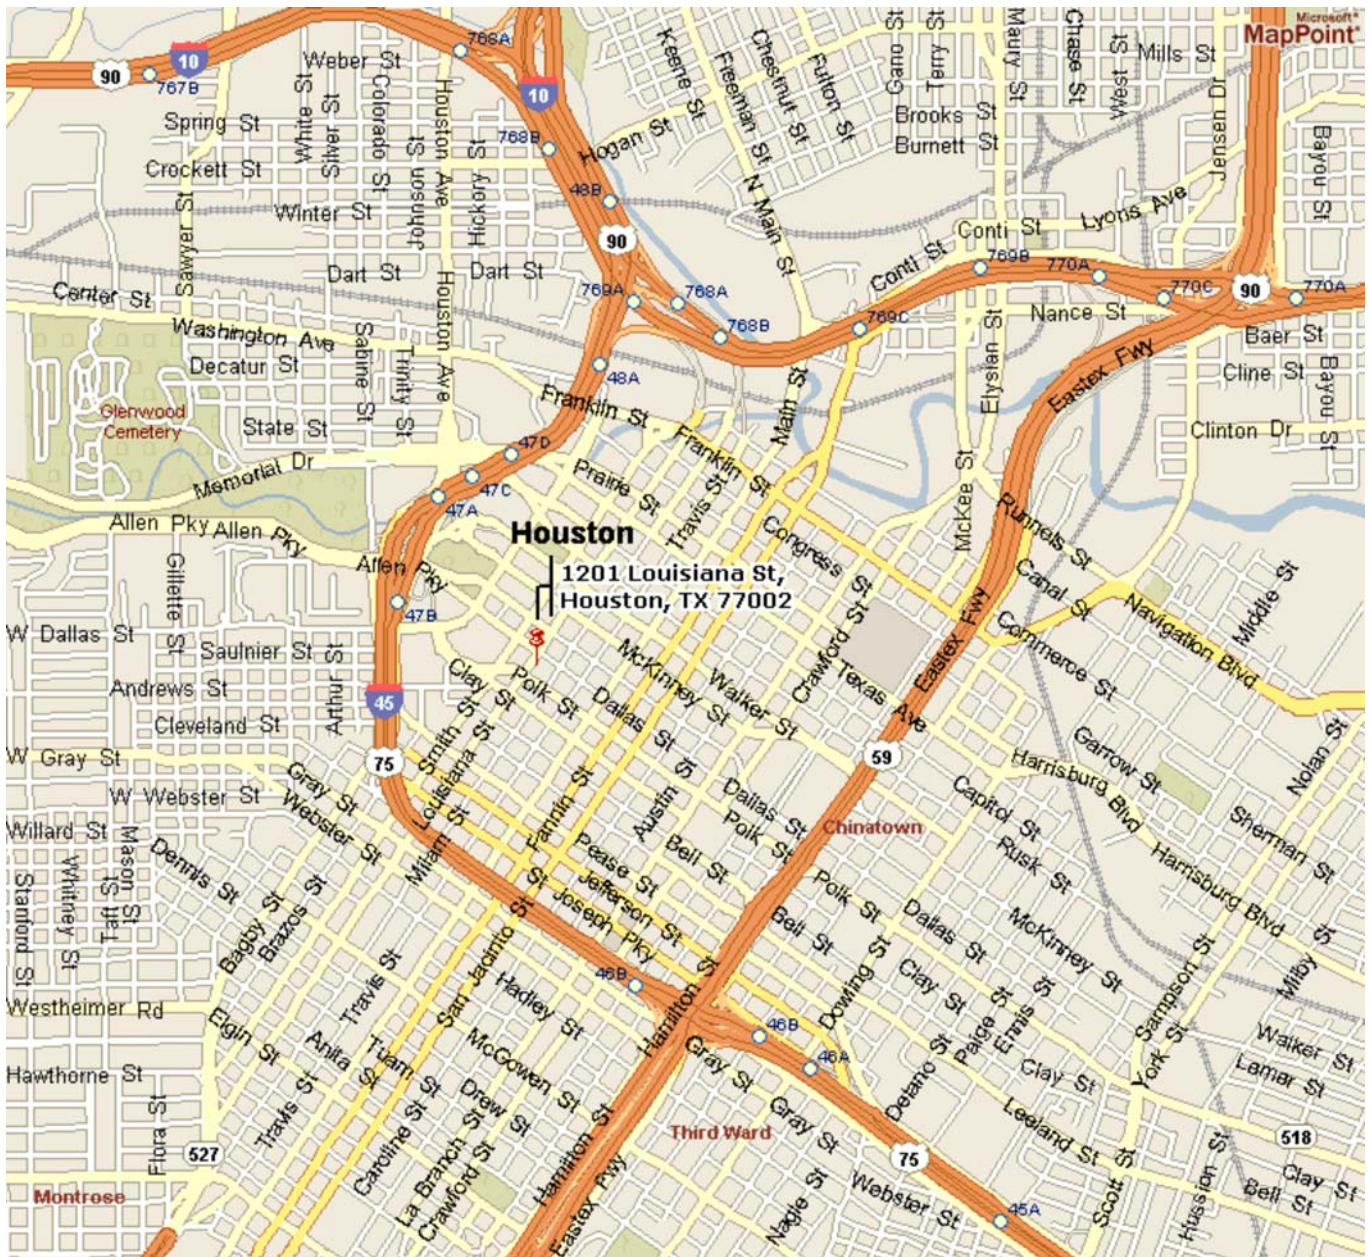 Microsoft®
MapPoint®
768A
10
90
767B
Weber St
Keene St
Fleeman St
Chestnut St
Fulton St
Gano St
Terry St
Maury St
Chase St
West St
Mills St
Jensen Dr
10
White St
Silver St
Colorado St
Houston Ave
Johnson St
Hickory St
Spring St
Crockett St
Brooks St
Burnett St
Bayou St
768B
Hogan St
N Main St
48B
Winter St
Sawyer St
Lyons Ave
Conti St
Conti St
90
Dart St
Dart St
Houston Ave
769A
768A
769B
770A
770C
90
770A
Center St
Washington Ave
768B
769C
Nance St
Baer St
Decatur St
Sabine St
Trinity St
48A
Elysian St
Eastex Fwy
Cline St
Bayou St
Glenwood
Cemetery
Franklin St
Main St
State St
Clinton Dr
47D
Franklin St
Memorial Dr
47C
Prairie St
Travis St
47A
McKee St
Runnels St
Allen Pky
Allen Pky
Houston
Congress St
Gillette St
Allen Pky
1201 Louisiana St,
Houston, TX 77002
Canal St
Navigation Blvd
Middle St
47B
W Dallas St
Saulnier St
Crawford St
Eastex Fwy
Commerce St
McKinney St
Walker St
Texas Ave
Andrews St
Arthur St
Clay St
Polk St
Dallas St
45
Cleveland St
Smith St
Louisiana St
W Gray St
75
59
Harrisburg Blvd
Garrow St
Nolan St
Gray St
W Webster St
Webster St
Milam St
Fannin St
Austin St
Dallas St
Polk St
Chinatown
Capitol St
Sherman St
Willard St
Mason St
Whitney St
Taft St
Stanford St
Dennis St
Pease St
Bell St
Jefferson St
St Joseph Pky
Rusk St
Harrisburg Blvd
Polk St
Bell St
Dallas St
McKinney St
Bagby St
Brazos St
San Jacinto St
46B
Hamilton St
Dowling St
Clay St
Sampson St
Milby St
Westheimer Rd
Travis St
Hadley St
Elgin St
Anita St
Tuam St
McGowen St
46B
46A
Gray St
Delano St
Paige St
Ennis St
York St
Walker St
Lamar St
Hawthorne St
Drew St
Clay St
Leeland St
Flora St
Travis St
Caroline St
La Branch St
Crawford St
Hamilton St
Third Ward
Gray St
518
527
75
Clay St
Bell St
Montrose
Eastex Fwy
Nagle St
Webster St
45A
Scott St
Hussion St